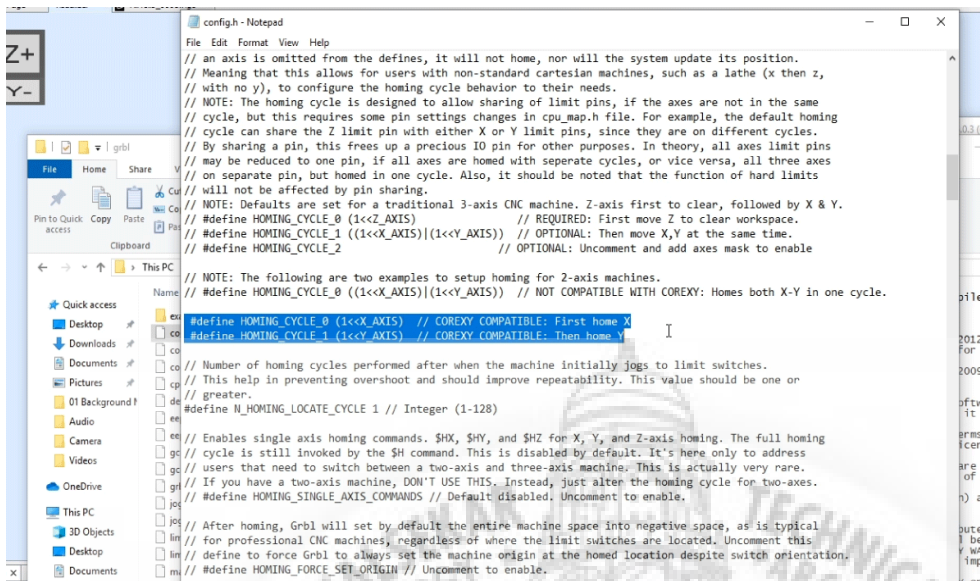 config.h - Notepad
File Edit Format View Help
// an axis is omitted from the defines, it will not home, nor will the system update its position.
// Meaning that this allows for users with non-standard cartesian machines, such as a lathe (x then z,
// with no y), to configure the homing cycle behavior to their needs.
// NOTE: The homing cycle is designed to allow sharing of limit pins, if the axes are not in the same
// cycle, but this requires some pin settings changes in cpu_map.h file. For example, the default homing
// cycle can share the Z limit pin with either X or Y limit pins, since they are on different cycles.
// By sharing a pin, this frees up a precious IO pin for other purposes. In theory, all axes limit pins
// may be reduced to one pin, if all axes are homed with seperate cycles, or vice versa, all three axes
// on separate pin, but homed in one cycle. Also, it should be noted that the function of hard limits
// will not be affected by pin sharing.
// NOTE: Defaults are set for a traditional 3-axis CNC machine. Z-axis first to clear, followed by X & Y.
// #define HOMING_CYCLE_0 (1<<Z_AXIS) // REQUIRED: First move Z to clear workspace.
// #define HOMING_CYCLE_1 ((1<<X_AXIS)|(1<<Y_AXIS)) // OPTIONAL: Then move X,Y at the same time.
// #define HOMING_CYCLE_2 // OPTIONAL: Uncomment and add axes mask to enable
// NOTE: The following are two examples to setup homing for 2-axis machines.
// #define HOMING_CYCLE_0 ((1<<X_AXIS)|(1<<Y_AXIS)) // NOT COMPATIBLE WITH COREXY: Homes both X-Y in one cycle.
#define HOMING_CYCLE_0 (1<<X_AXIS) // COREXY COMPATIBLE: First home X
#define HOMING_CYCLE_1 (1<<Y_AXIS) // COREXY COMPATIBLE: Then home Y
// Number of homing cycles performed after when the machine initially jogs to limit switches.
// This help in preventing overshoot and should improve repeatability. This value should be one or
// greater.
#define N_HOMING_LOCATE_CYCLE 1 // Integer (1-128)
// Enables single axis homing commands. $HX, $HY, and $HZ for X, Y, and Z-axis homing. The full homing
// cycle is still invoked by the $H command. This is disabled by default. It's here only to address
// users that need to switch between a two-axis and three-axis machine. This is actually very rare.
// If you have a two-axis machine, DON'T USE THIS. Instead, just alter the homing cycle for two-axes.
// #define HOMING_SINGLE_AXIS_COMMANDS // Default disabled. Uncomment to enable.
// After homing, Grbl will set by default the entire machine space into negative space, as is typical
// for professional CNC machines, regardless of where the limit switches are located. Uncomment this
// define to force Grbl to always set the machine origin at the homed location despite switch orientation.
// #define HOMING_FORCE_SET_ORIGIN // Uncomment to enable.
Z+
Y-
grbl
File Home Share
Pin to Quick access
Copy
Paste
Clipboard
This PC
Name
Quick access
Desktop
Downloads
Documents
Pictures
01 Background
Audio
Camera
Videos
OneDrive
This PC
3D Objects
Desktop
Documents